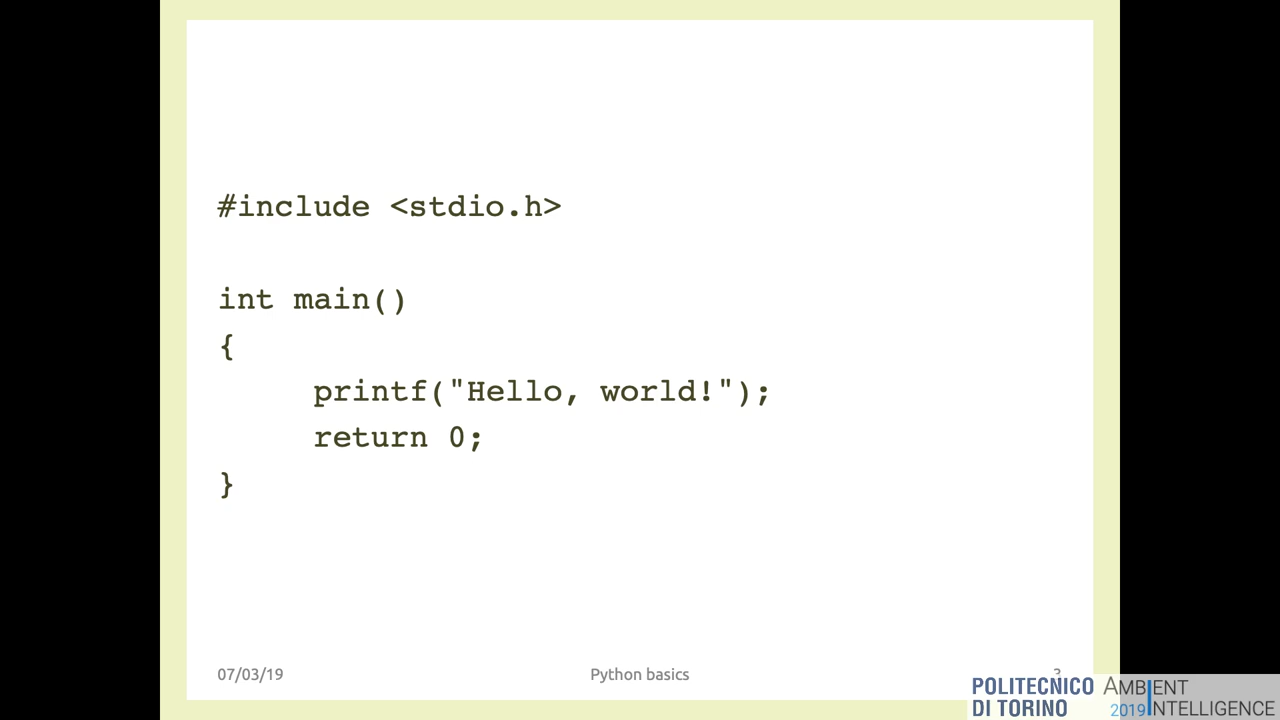 #include <stdio.h>
int main()
{
printf("Hello, world!");
return 0;
}
07/03/19 Python basics 3
POLITECNICO DI TORINO
AMBIENT 2019 INTELLIGENCE